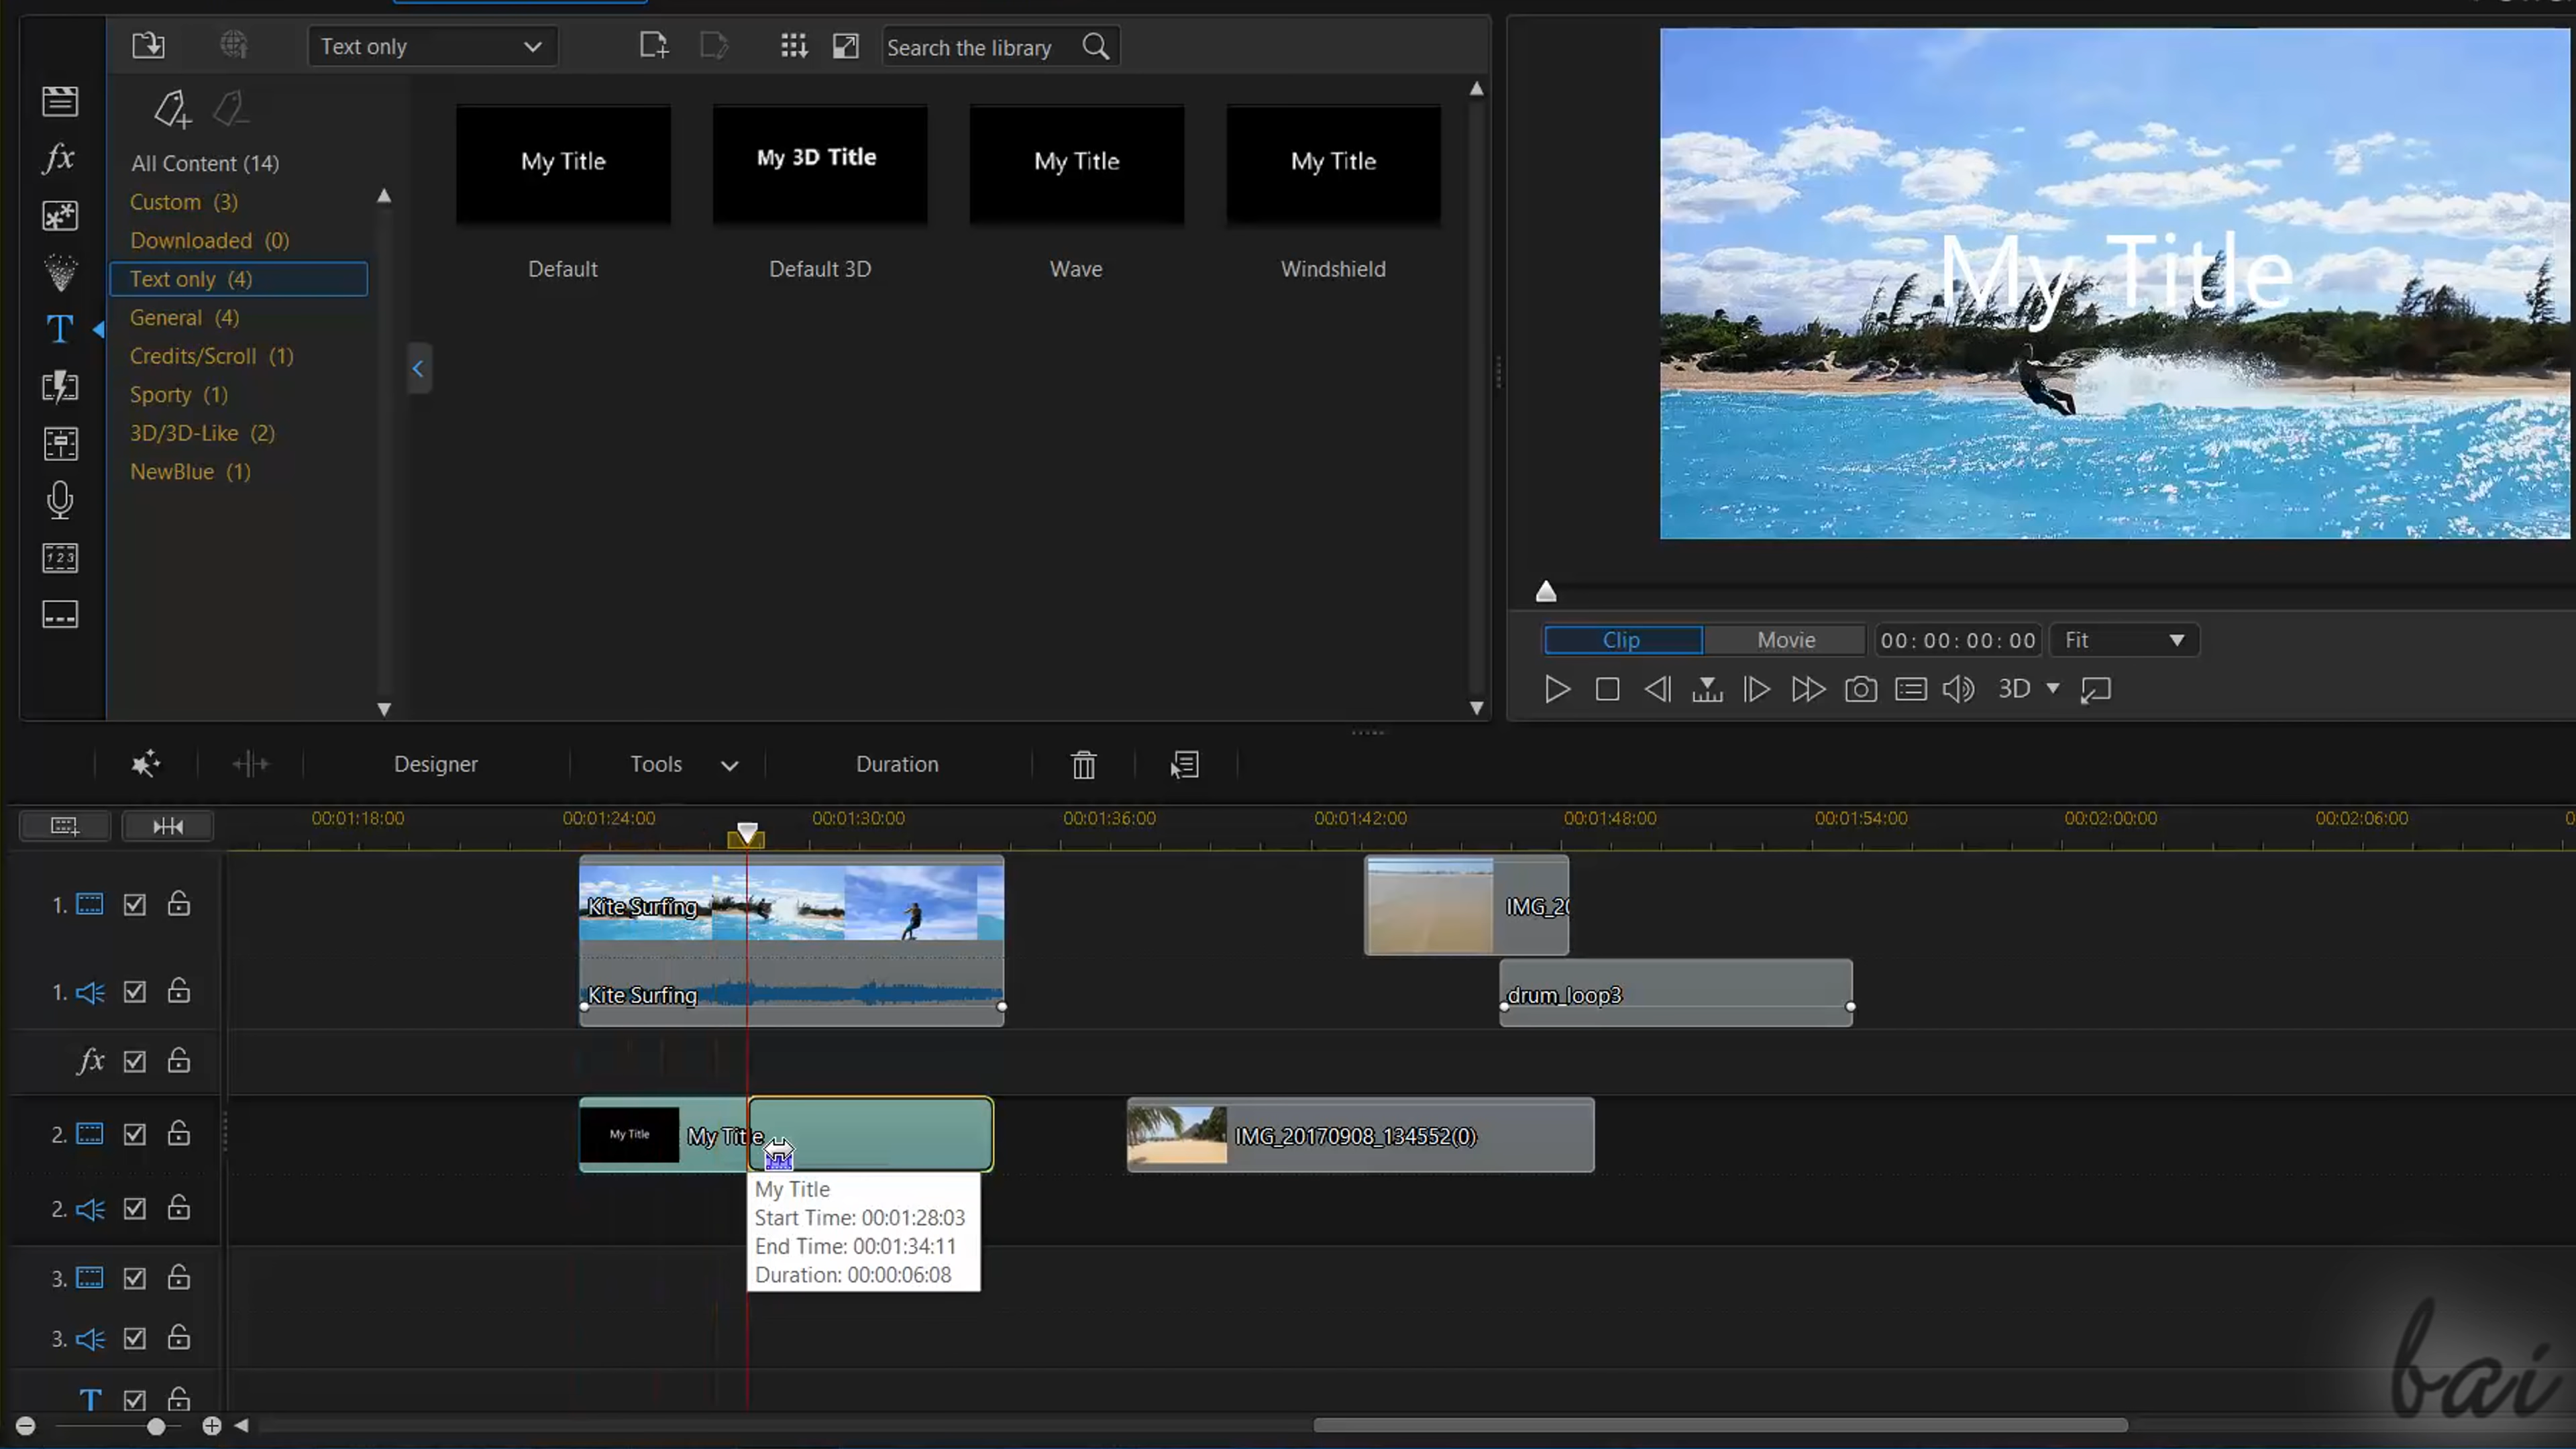 Text only
Search the library
All Content (14)
Custom (3)
Downloaded (0)
Text only (4)
General (4)
Credits/Scroll (1)
Sporty (1)
3D/3D-Like (2)
NewBlue (1)
My Title
My 3D Title
My Title
My Title
Default
Default 3D
Wave
Windshield
My Title
Clip
Movie
00:00:00:00
Fit
3D
Designer
Tools
Duration
00:01:18:00
00:01:24:00
00:01:30:00
00:01:36:00
00:01:42:00
00:01:48:00
00:01:54:00
00:02:00:00
00:02:06:00
1.
Kite Surfing
IMG_20
1.
Kite Surfing
drum_loop3
fx
2.
My Title
My Title
IMG_20170908_134552(0)
2.
My Title
Start Time: 00:01:28:03
End Time: 00:01:34:11
Duration: 00:00:06:08
3.
3.
T
bai